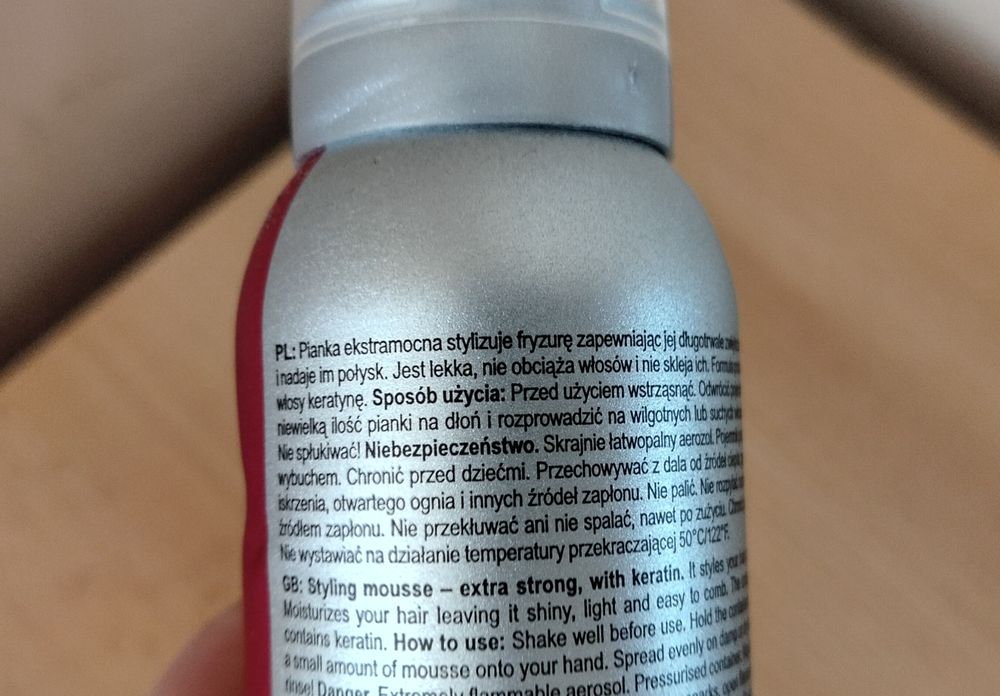 PL: Pianka ekstramocna stylizuje fryzurę zapewniając jej długotrwałe
i nadaje im połysk. Jest lekka, nie obciąża włosów i nie skleja ich. Formuła
włosy keratynę. Sposób użycia: Przed użyciem wstrząsnąć. Odwrócić
niewielką ilość pianki na dłoń i rozprowadzić na wilgotnych lub suchych
Nie spłukiwać! Niebezpieczeństwo. Skrajnie łatwopalny aerozol.
wybuchem. Chronić przed dziećmi. Przechowywać z dala od źródeł
iskrzenia, otwartego ognia i innych źródeł zapłonu. Nie palić. Nie
źródłem zapłonu. Nie przekłuwać ani nie spalać, nawet po zużyciu.
Nie wystawiać na działanie temperatury przekraczającej 50°C/122°F.
GB: Styling mousse – extra strong, with keratin. It styles your
Moisturizes your hair leaving it shiny, light and easy to comb. The
contains keratin. How to use: Shake well before use. Hold the
a small amount of mousse onto your hand. Spread evenly on
rinse! Danger. Extremely flammable aerosol. Pressurised